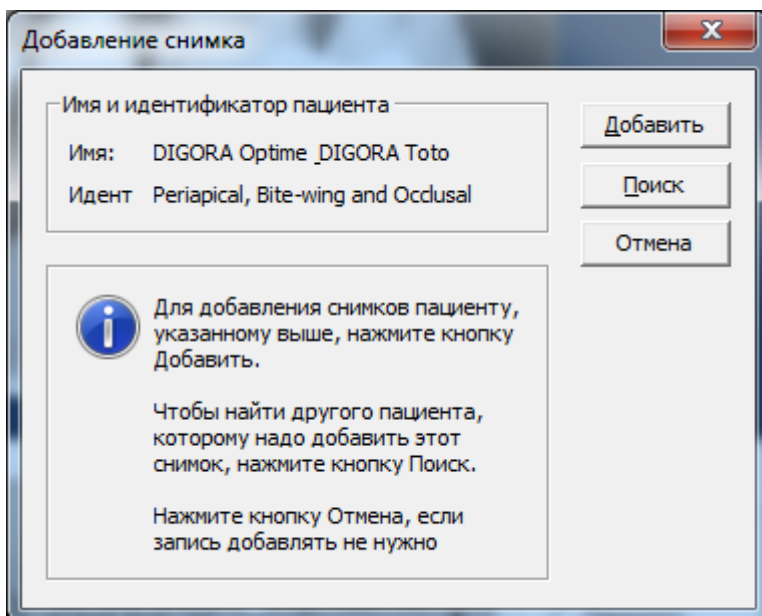 Добавление снимка
Имя и идентификатор пациента
Имя: DIGORA Optime _DIGORA Toto
Идент Periapical, Bite-wing and Occlusal
Добавить
Поиск
Отмена
Для добавления снимков пациенту,
указанному выше, нажмите кнопку
Добавить.
Чтобы найти другого пациента,
которому надо добавить этот
снимок, нажмите кнопку Поиск.
Нажмите кнопку Отмена, если
запись добавлять не нужно